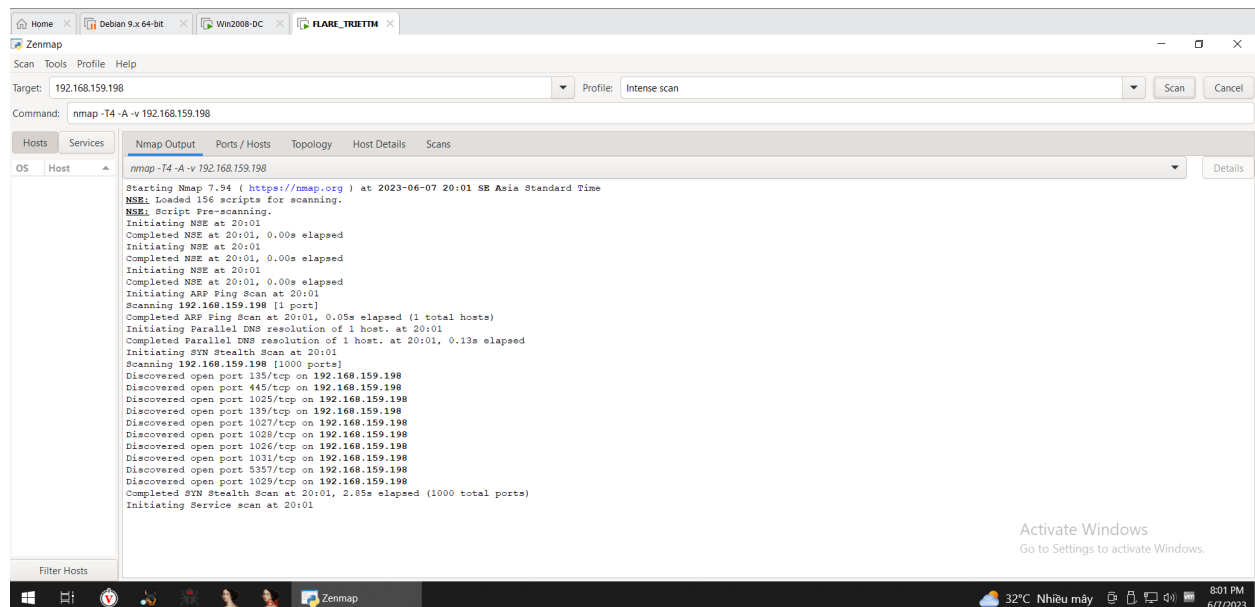 Home
Debian 9.x 64-bit
Win2008-DC
FLARE_TRIETTM
Zenmap
Scan Tools Profile Help
Target: 192.168.159.198 Profile: Intense scan Scan Cancel
Command: nmap -T4 -A -v 192.168.159.198
Hosts Services Nmap Output Ports / Hosts Topology Host Details Scans
OS Host nmap -T4 -A -v 192.168.159.198 Details
Starting Nmap 7.94 ( https://nmap.org ) at 2023-06-07 20:01 SE Asia Standard Time
NSE: Loaded 156 scripts for scanning.
NSE: Script Pre-scanning.
Initiating NSE at 20:01
Completed NSE at 20:01, 0.00s elapsed
Initiating NSE at 20:01
Completed NSE at 20:01, 0.00s elapsed
Initiating NSE at 20:01
Completed NSE at 20:01, 0.00s elapsed
Initiating ARP Ping Scan at 20:01
Scanning 192.168.159.198 [1 port]
Completed ARP Ping Scan at 20:01, 0.05s elapsed (1 total hosts)
Initiating Parallel DNS resolution of 1 host. at 20:01
Completed Parallel DNS resolution of 1 host. at 20:01, 0.13s elapsed
Initiating SYN Stealth Scan at 20:01
Scanning 192.168.159.198 [1000 ports]
Discovered open port 135/tcp on 192.168.159.198
Discovered open port 445/tcp on 192.168.159.198
Discovered open port 1025/tcp on 192.168.159.198
Discovered open port 139/tcp on 192.168.159.198
Discovered open port 1027/tcp on 192.168.159.198
Discovered open port 1028/tcp on 192.168.159.198
Discovered open port 1026/tcp on 192.168.159.198
Discovered open port 1031/tcp on 192.168.159.198
Discovered open port 5357/tcp on 192.168.159.198
Discovered open port 1029/tcp on 192.168.159.198
Completed SYN Stealth Scan at 20:01, 2.85s elapsed (1000 total ports)
Initiating Service scan at 20:01
Activate Windows
Go to Settings to activate Windows.
Filter Hosts
Zenmap
32°C Nhiều mây
8:01 PM
6/7/2023